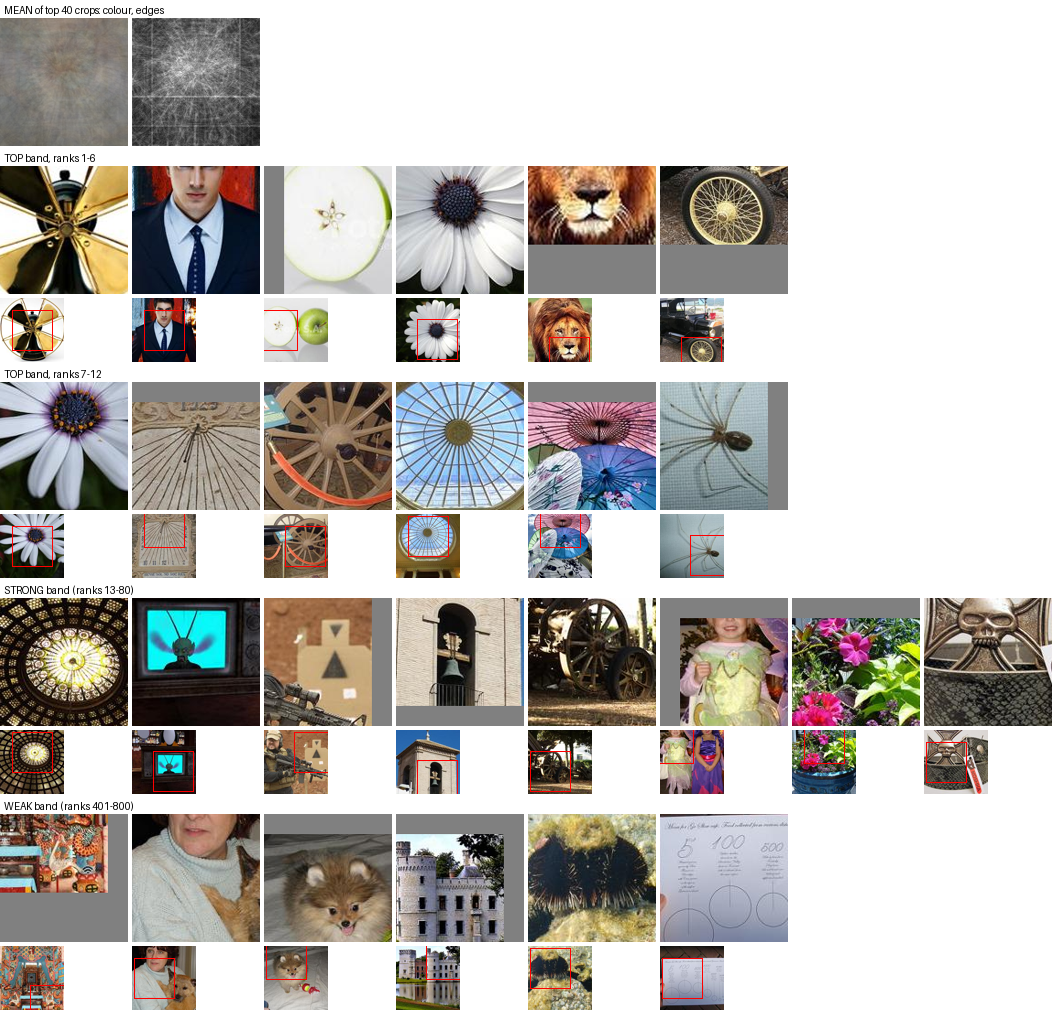 MEAN of top 40 crops: colour, edges
TOP band, ranks 1-6
TOP band, ranks 7-12
STRONG band (ranks 13-80)
WEAK band (ranks 401-800)
5
100
500